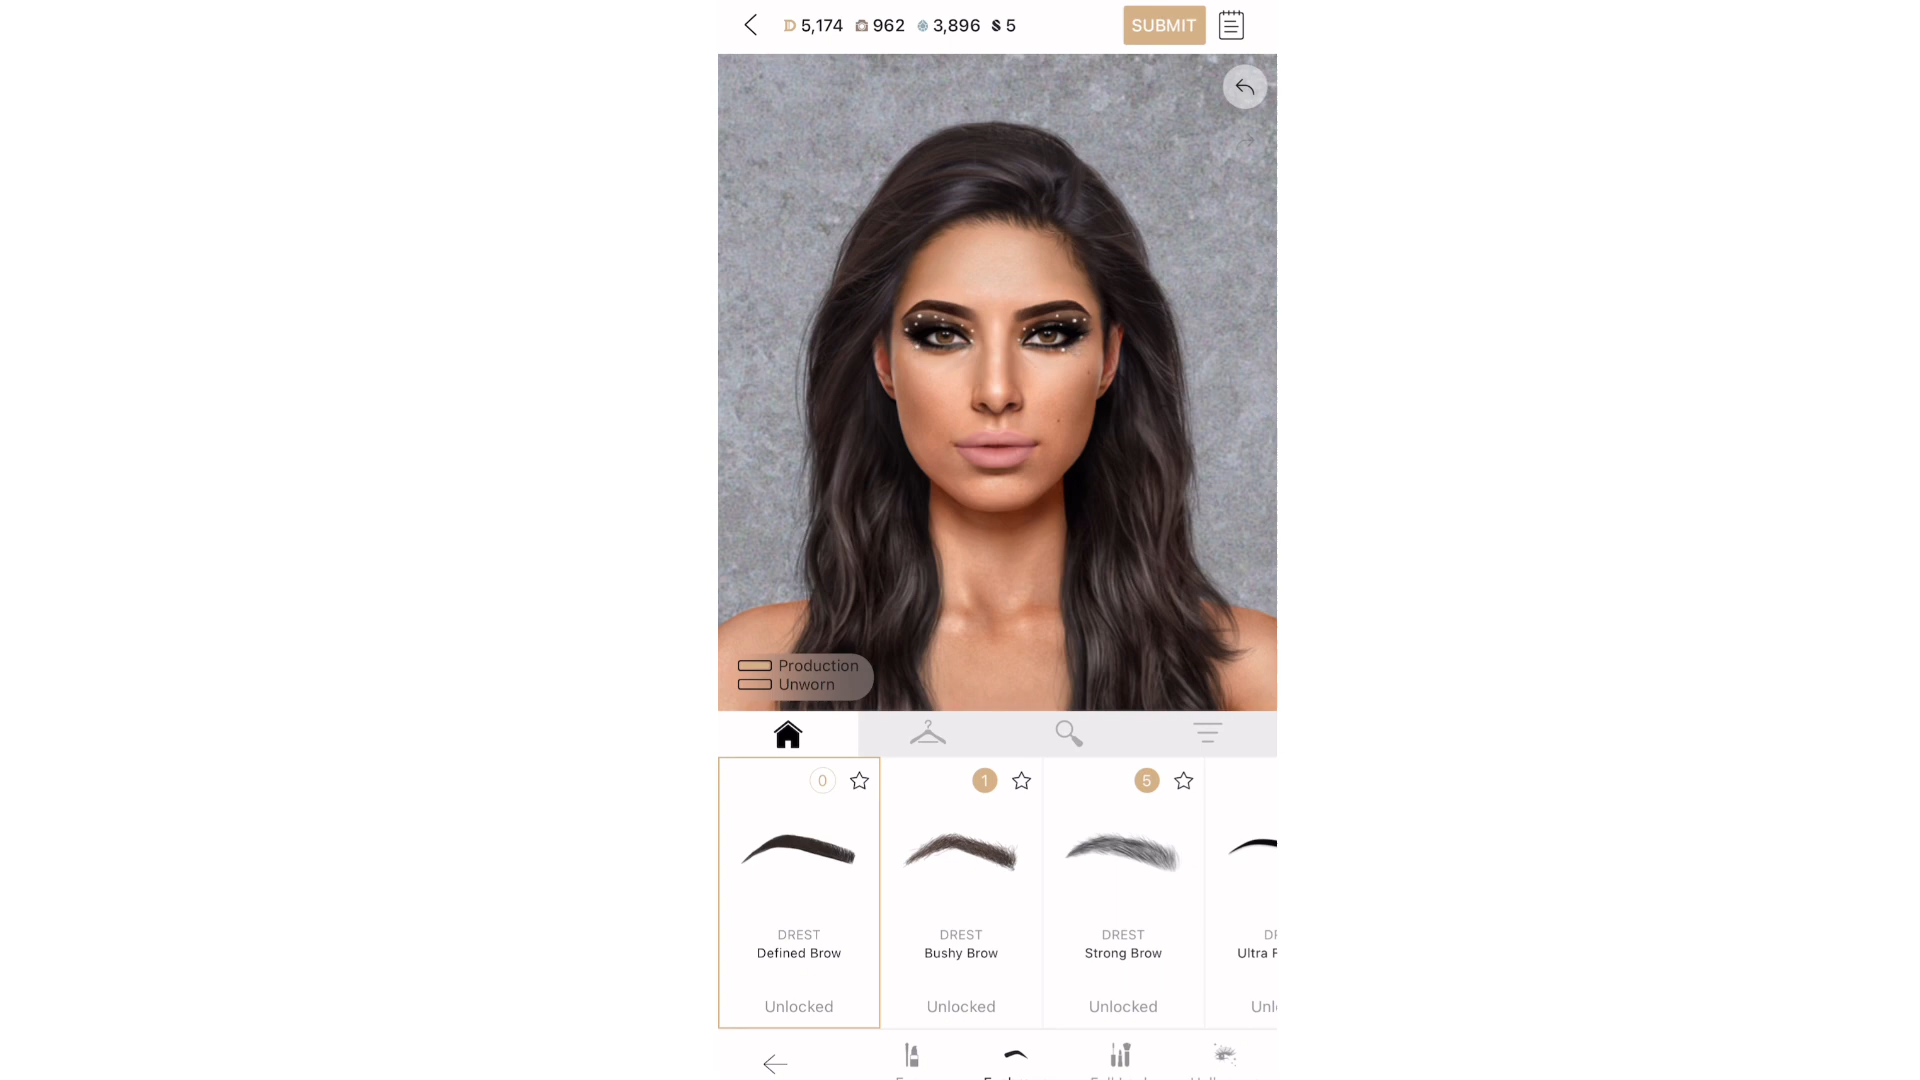 5,174 962 3,896 $ 5 SUBMIT
Production
Unworn
0 1 5
DREST DREST DREST
Defined Brow Bushy Brow Strong Brow Ultra
Unlocked Unlocked Unlocked